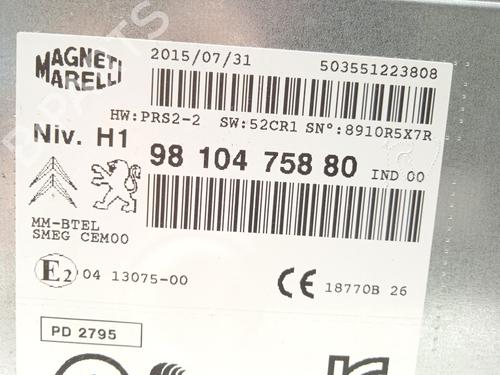 MAGNETI
MARELLI
2015/07/31
503551223808
HW:PRS2-2 SW:52CR1 SN°:8910R5X7R
Niv. H1
98 104 758 80 IND 00
MM-BTEL
SMEG CEM00
E2 04 13075-00
CE 18770B 26
PD 2795